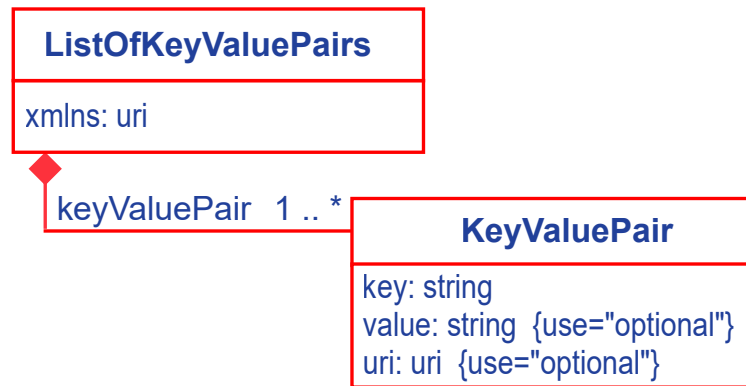 ListOfKeyValuePairs
xmlns: uri
keyValuePair 1 .. *
KeyValuePair
key: string
value: string {use="optional"}
uri: uri {use="optional"}